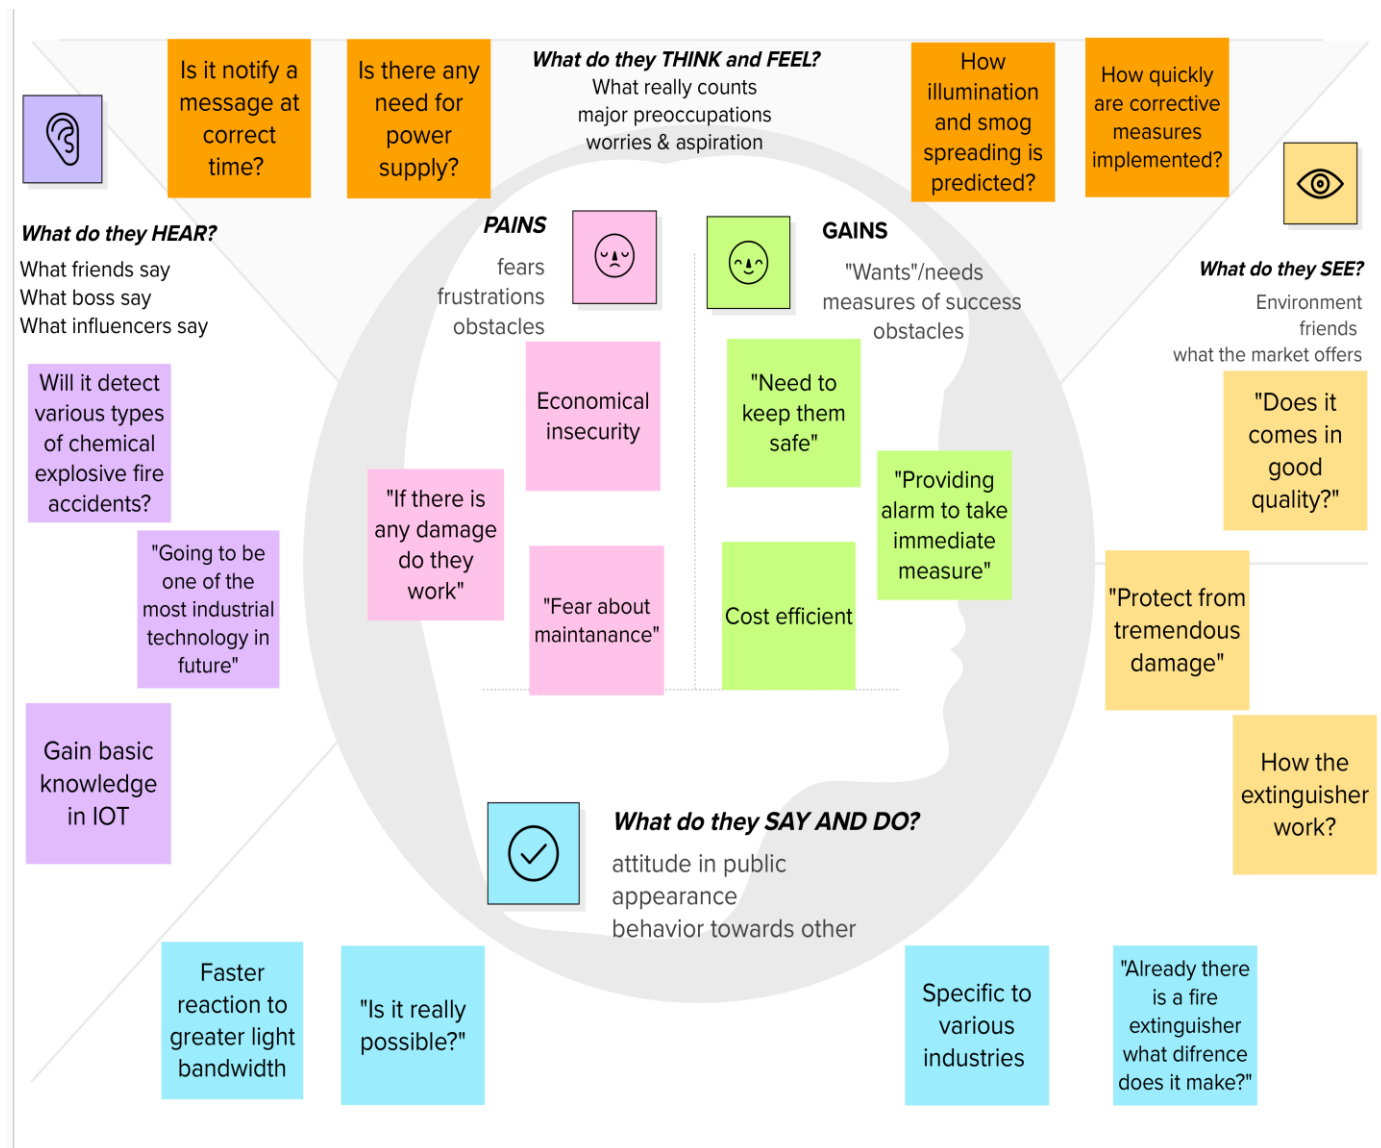 Is it notify a
message at
correct
time?
Is there any
need for
power
supply?
What do they THINK and FEEL?
What really counts
major preoccupations
worries & aspiration
How
illumination
and smog
spreading is
predicted?
How quickly
are corrective
measures
implemented?
What do they HEAR?
What friends say
What boss say
What influencers say
PAINS
fears
frustrations
obstacles
GAINS
"Wants"/needs
measures of success
obstacles
What do they SEE?
Environment
friends
what the market offers
Will it detect
various types
of chemical
explosive fire
accidents?
"Going to be
one of the
most industrial
technology in
future"
Gain basic
knowledge
in IOT
Economical
insecurity
"If there is
any damage
do they
work"
"Fear about
maintanance"
"Need to
keep them
safe"
"Providing
alarm to take
immediate
measure"
Cost efficient
"Does it
comes in
good
quality?"
"Protect from
tremendous
damage"
How the
extinguisher
work?
What do they SAY AND DO?
attitude in public
appearance
behavior towards other
Faster
reaction to
greater light
bandwidth
"Is it really
possible?"
Specific to
various
industries
"Already there
is a fire
extinguisher
what difrence
does it make?"